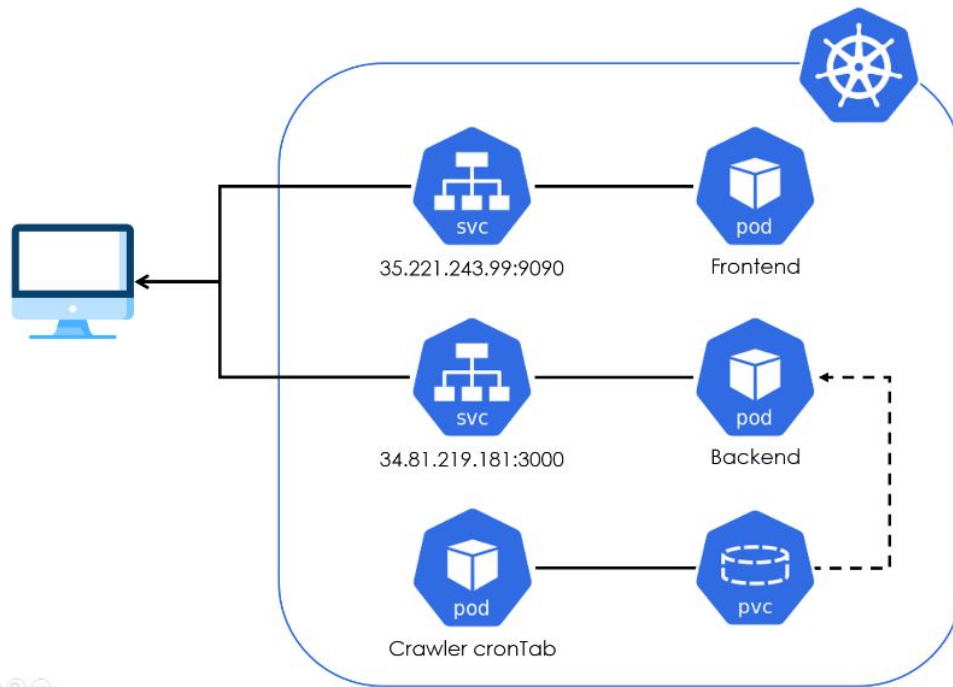 svc
pod
35.221.243.99:9090
Frontend
svc
pod
34.81.219.181:3000
Backend
pod
pvc
Crawler cronTab